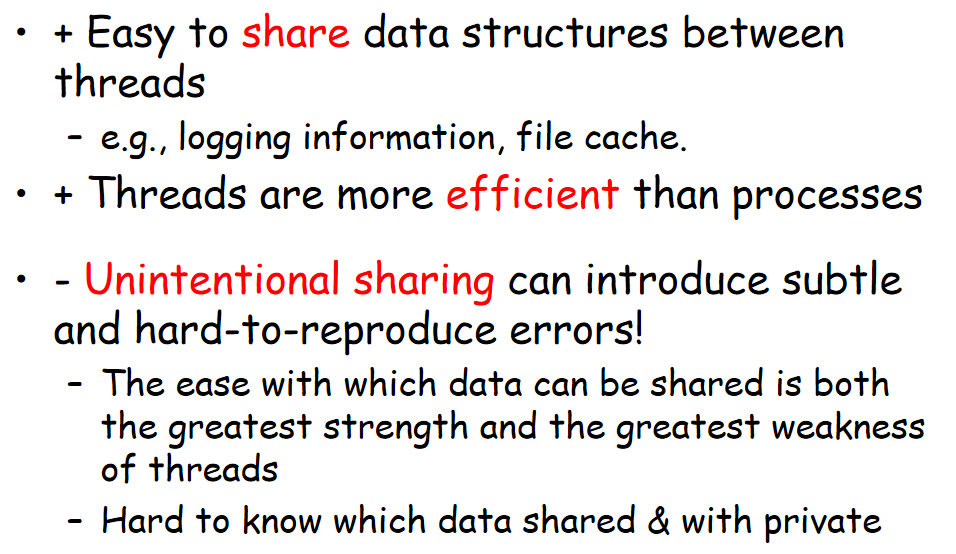 • + Easy to share data structures between
threads
– e.g., logging information, file cache.
• + Threads are more efficient than processes
• - Unintentional sharing can introduce subtle
and hard-to-reproduce errors!
– The ease with which data can be shared is both
the greatest strength and the greatest weakness
of threads
– Hard to know which data shared & with private